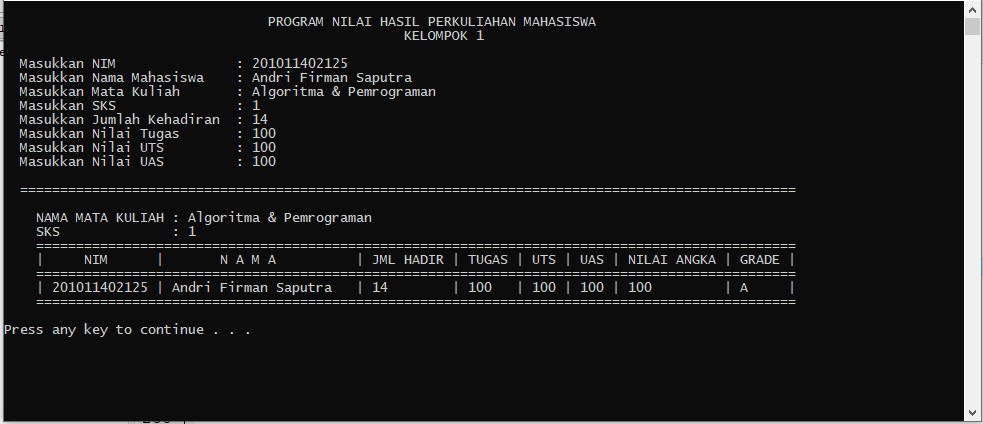 PROGRAM NILAI HASIL PERKULIAHAN MAHASISWA
KELOMPOK 1
Masukkan NIM : 201011402125
Masukkan Nama Mahasiswa : Andri Firman Saputra
Masukkan Mata Kuliah : Algoritma & Pemrograman
Masukkan SKS : 1
Masukkan Jumlah Kehadiran : 14
Masukkan Nilai Tugas : 100
Masukkan Nilai UTS : 100
Masukkan Nilai UAS : 100
=================================================================================================
NAMA MATA KULIAH : Algoritma & Pemrograman
SKS : 1
===============================================================================================
| NIM | N A M A | JML HADIR | TUGAS | UTS | UAS | NILAI ANGKA | GRADE |
===============================================================================================
| 201011402125 | Andri Firman Saputra | 14 | 100 | 100 | 100 | 100 | A |
===============================================================================================
Press any key to continue . . .